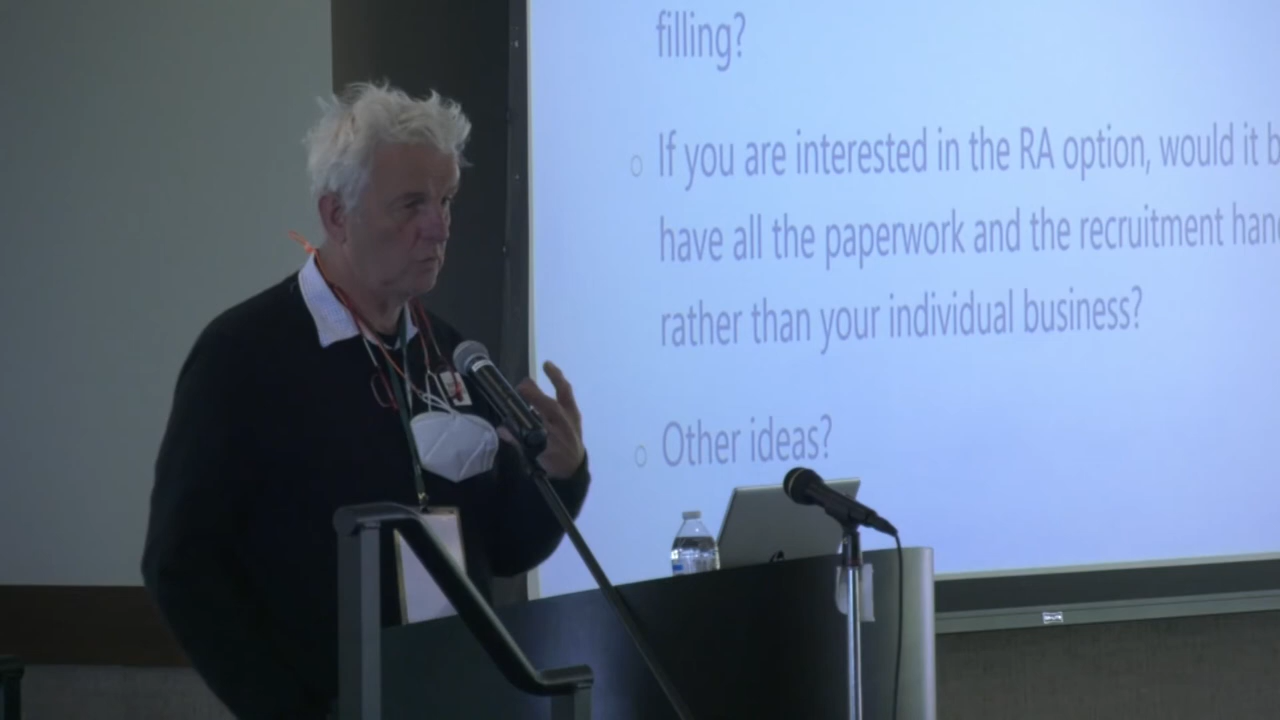 filling?
If you are interested in the RA option, would it
have all the paperwork and the recruitment
rather than your individual business?
Other ideas?